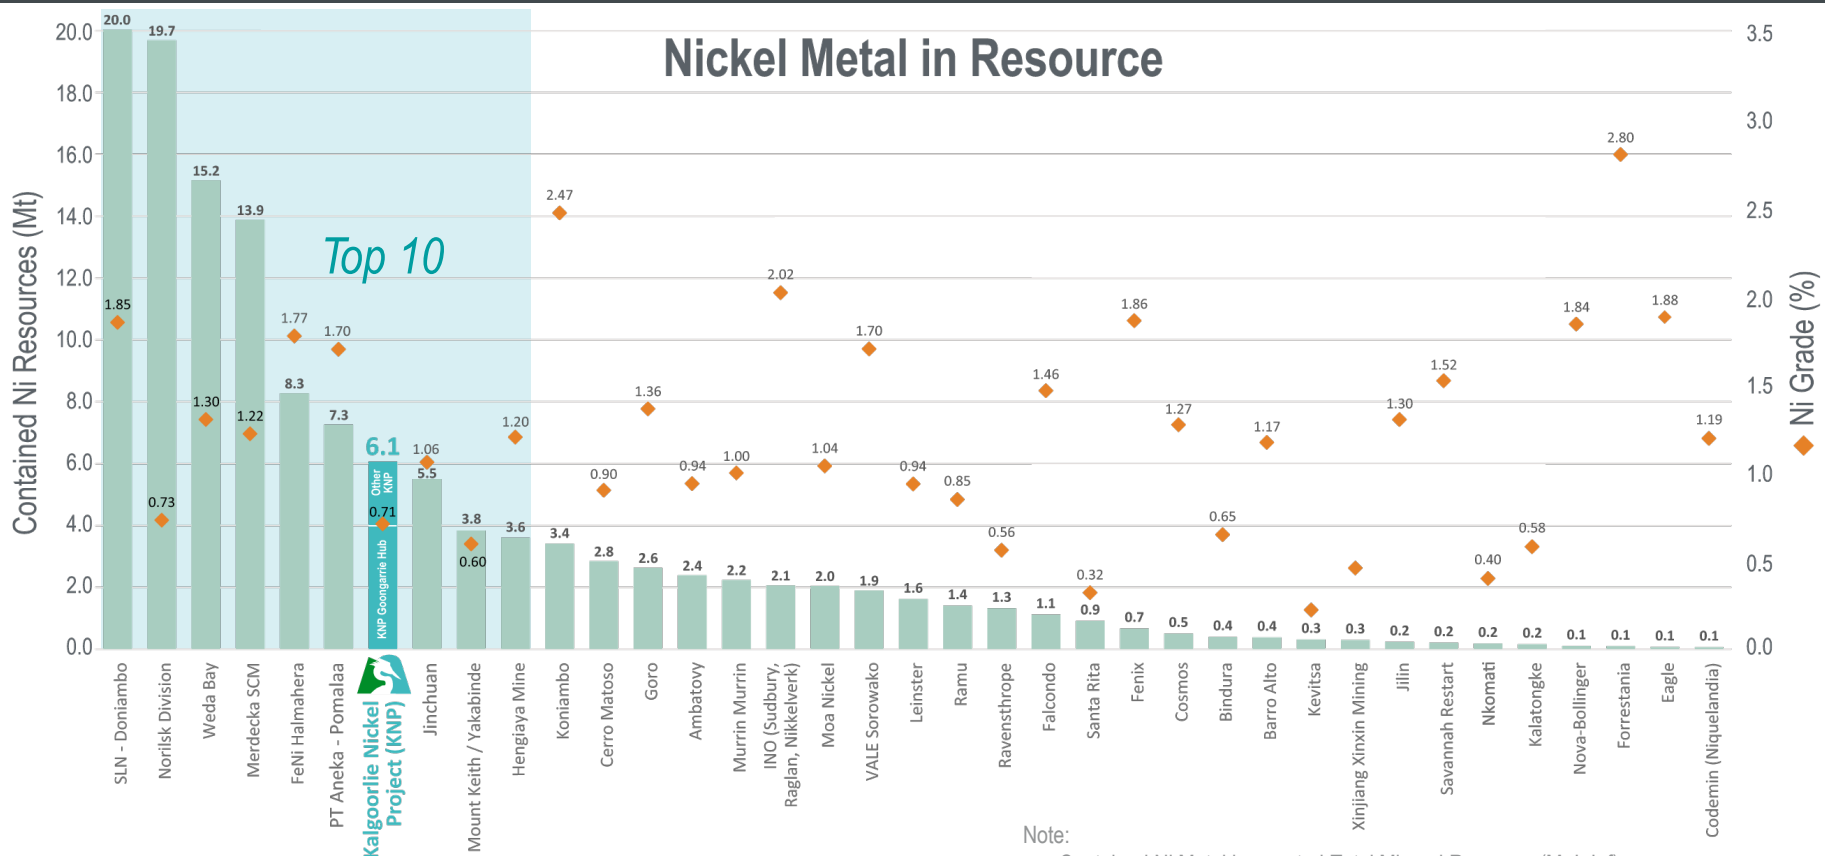 Nickel Metal in Resource
Top 10
Contained Ni Resources (Mt)
20.0
18.0
16.0
14.0
12.0
10.0
8.0
6.0
4.0
2.0
0.0
Ni Grade (%)
3.5
3.0
2.5
2.0
1.5
1.0
0.5
0.0
20.0
19.7
15.2
13.9
8.3
7.3
6.1
5.5
3.8
3.6
3.4
2.8
2.6
2.4
2.2
2.1
2.0
1.9
1.6
1.4
1.3
1.1
0.9
0.7
0.5
0.4
0.4
0.3
0.3
0.2
0.2
0.2
0.2
0.1
0.1
0.1
0.1
1.85
0.73
1.30
1.22
1.77
1.70
0.71
1.06
0.60
1.20
2.47
0.90
1.36
0.94
1.00
2.02
1.04
1.70
0.94
0.85
0.56
1.46
0.32
1.86
1.27
0.65
1.17
1.30
1.52
0.40
0.58
1.84
2.80
1.88
1.19
Other
KNP
KNP Goongarrie Hub
SLN - Doniambo
Norilsk Division
Weda Bay
Merdecka SCM
FeNi Halmahera
PT Aneka - Pomalaa
Kalgoorlie Nickel
Project (KNP)
Jinchuan
Mount Keith / Yakabinde
Hengjaya Mine
Koniambo
Cerro Matoso
Goro
Ambatovy
Murrin Murrin
INO (Sudbury,
Raglan, Nikkelverk)
Moa Nickel
VALE Sorowako
Leinster
Ramu
Ravensthrope
Falcondo
Santa Rita
Fenix
Cosmos
Bindura
Barro Alto
Kevitsa
Xinjiang Xinxin Mining
Jilin
Savannah Restart
Nkomati
Kalatongke
Nova-Bollinger
Forrestania
Eagle
Codemin (Niquelandia)
Note: